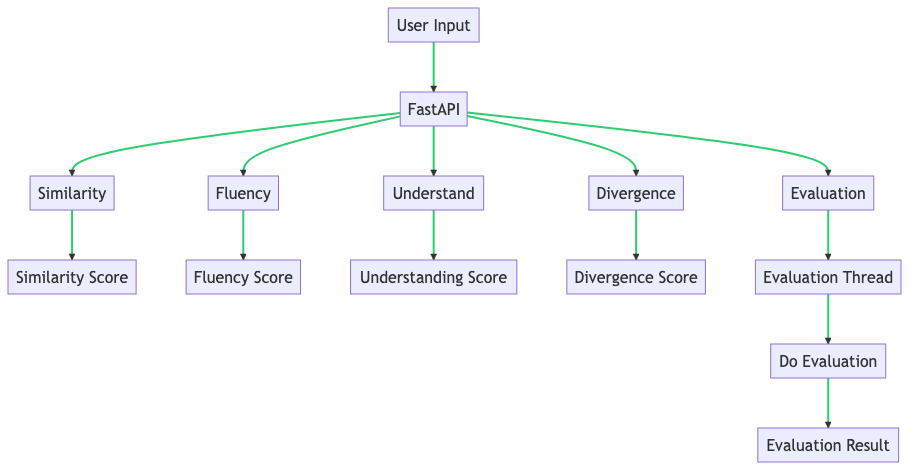 User Input
FastAPI
Similarity
Fluency
Understand
Divergence
Evaluation
Similarity Score
Fluency Score
Understanding Score
Divergence Score
Evaluation Thread
Do Evaluation
Evaluation Result